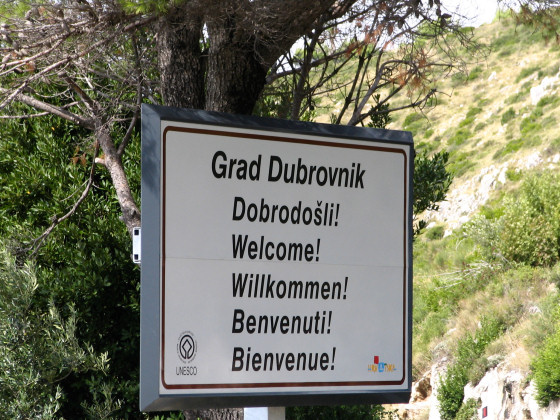 Grad Dubrovnik
Dobrodošli!
Welcome!
Willkommen!
Benvenuti!
Bienvenue!
UNESCO